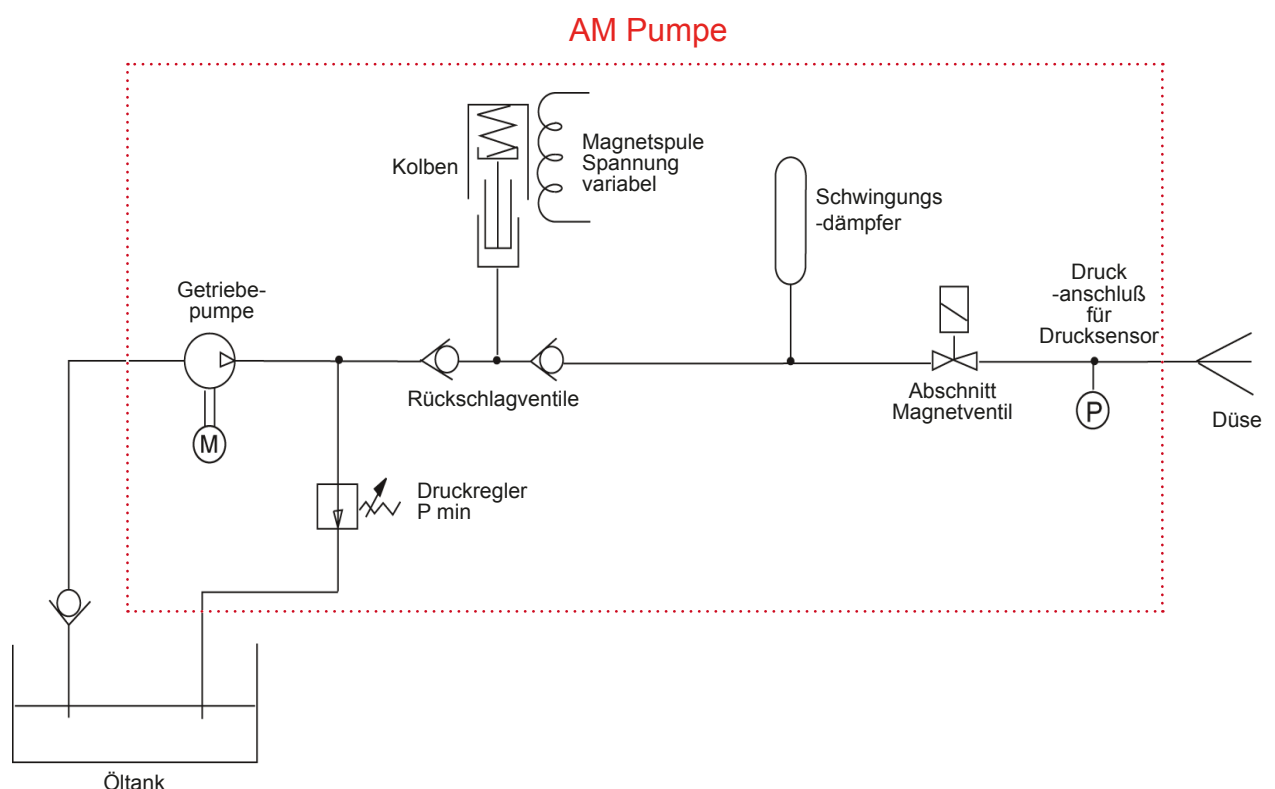 AM Pumpe
Kolben
Magnetspule
Spannung
variabel
Schwingungs
-dämpfer
Getriebe-
pumpe
Druck
-anschluß
für
Drucksensor
Rückschlagventile
Abschnitt
Magnetventil
P
Düse
M
Druckregler
P min
Öltank